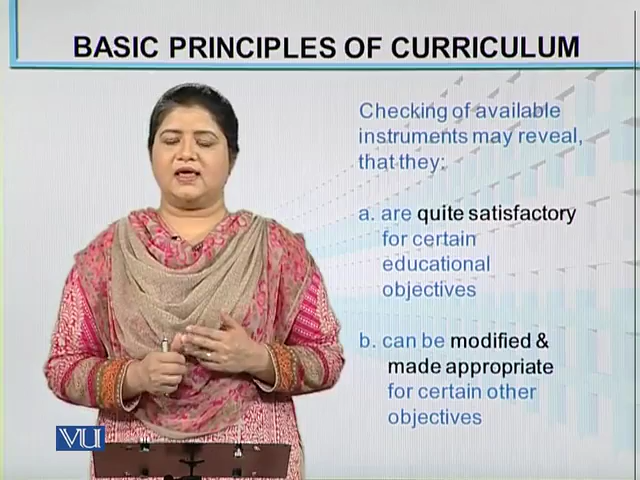 BASIC PRINCIPLES OF CURRICULUM
Checking of available
instruments may reveal,
that they:
a. are quite satisfactory
for certain
educational
objectives
b. can be modified &
made appropriate
for certain other
objectives
VU